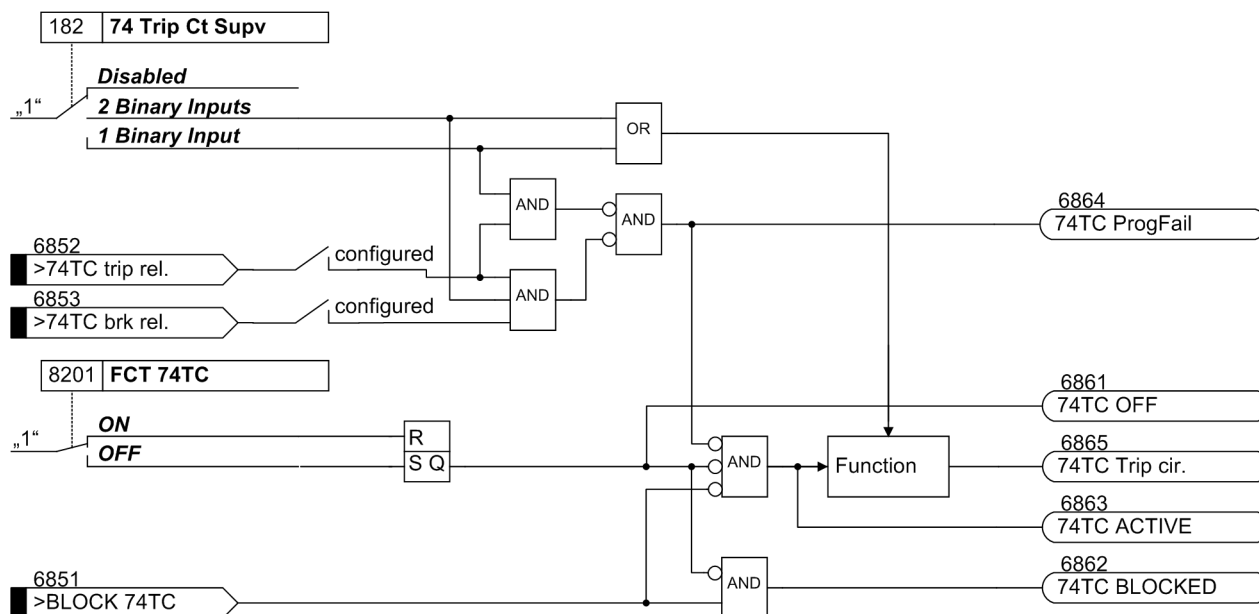 182 74 Trip Ct Supv
Disabled
„1“ 2 Binary Inputs
1 Binary Input
OR
AND
AND
6864
74TC ProgFail
6852
>74TC trip rel.
configured
AND
6853
>74TC brk rel.
configured
8201 FCT 74TC
6861
74TC OFF
„1“ ON
OFF
R
S Q
AND
Function
6865
74TC Trip cir.
6863
74TC ACTIVE
6851
>BLOCK 74TC
AND
6862
74TC BLOCKED